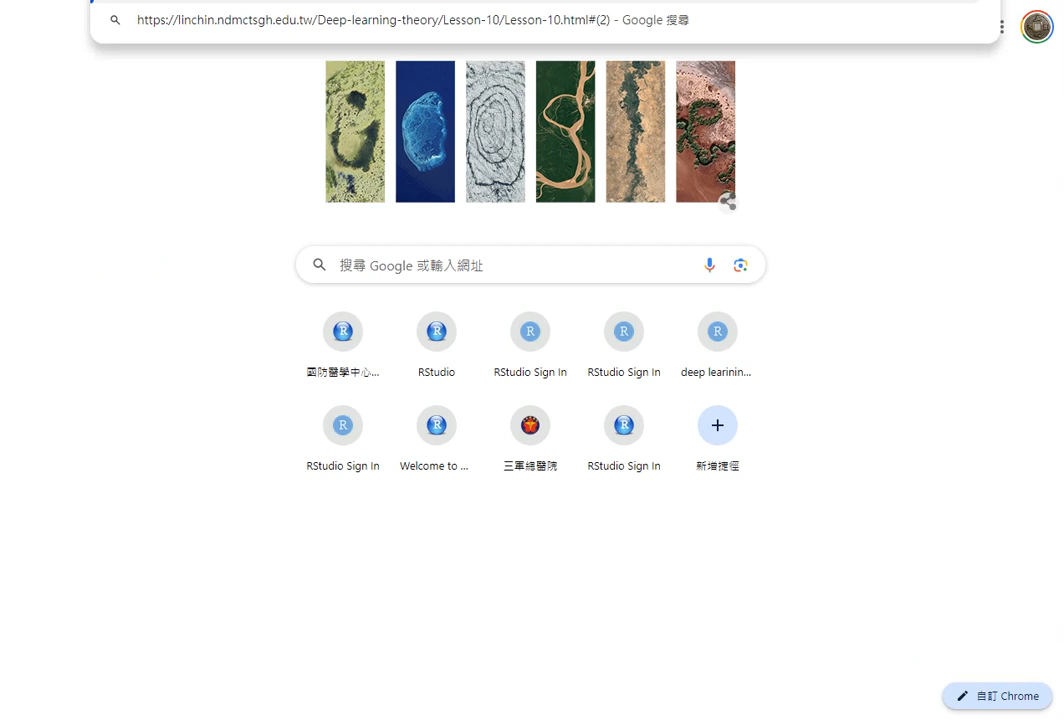 https://linchin.ndmctsgh.edu.tw/Deep-learning-theory/Lesson-10/Lesson-10.html#(2) - Google 搜尋
搜尋 Google 或輸入網址
國防醫學中心...
RStudio
RStudio Sign In
RStudio Sign In
deep learinin...
RStudio Sign In
Welcome to ...
三軍總醫院
RStudio Sign In
新增捷徑
自訂 Chrome